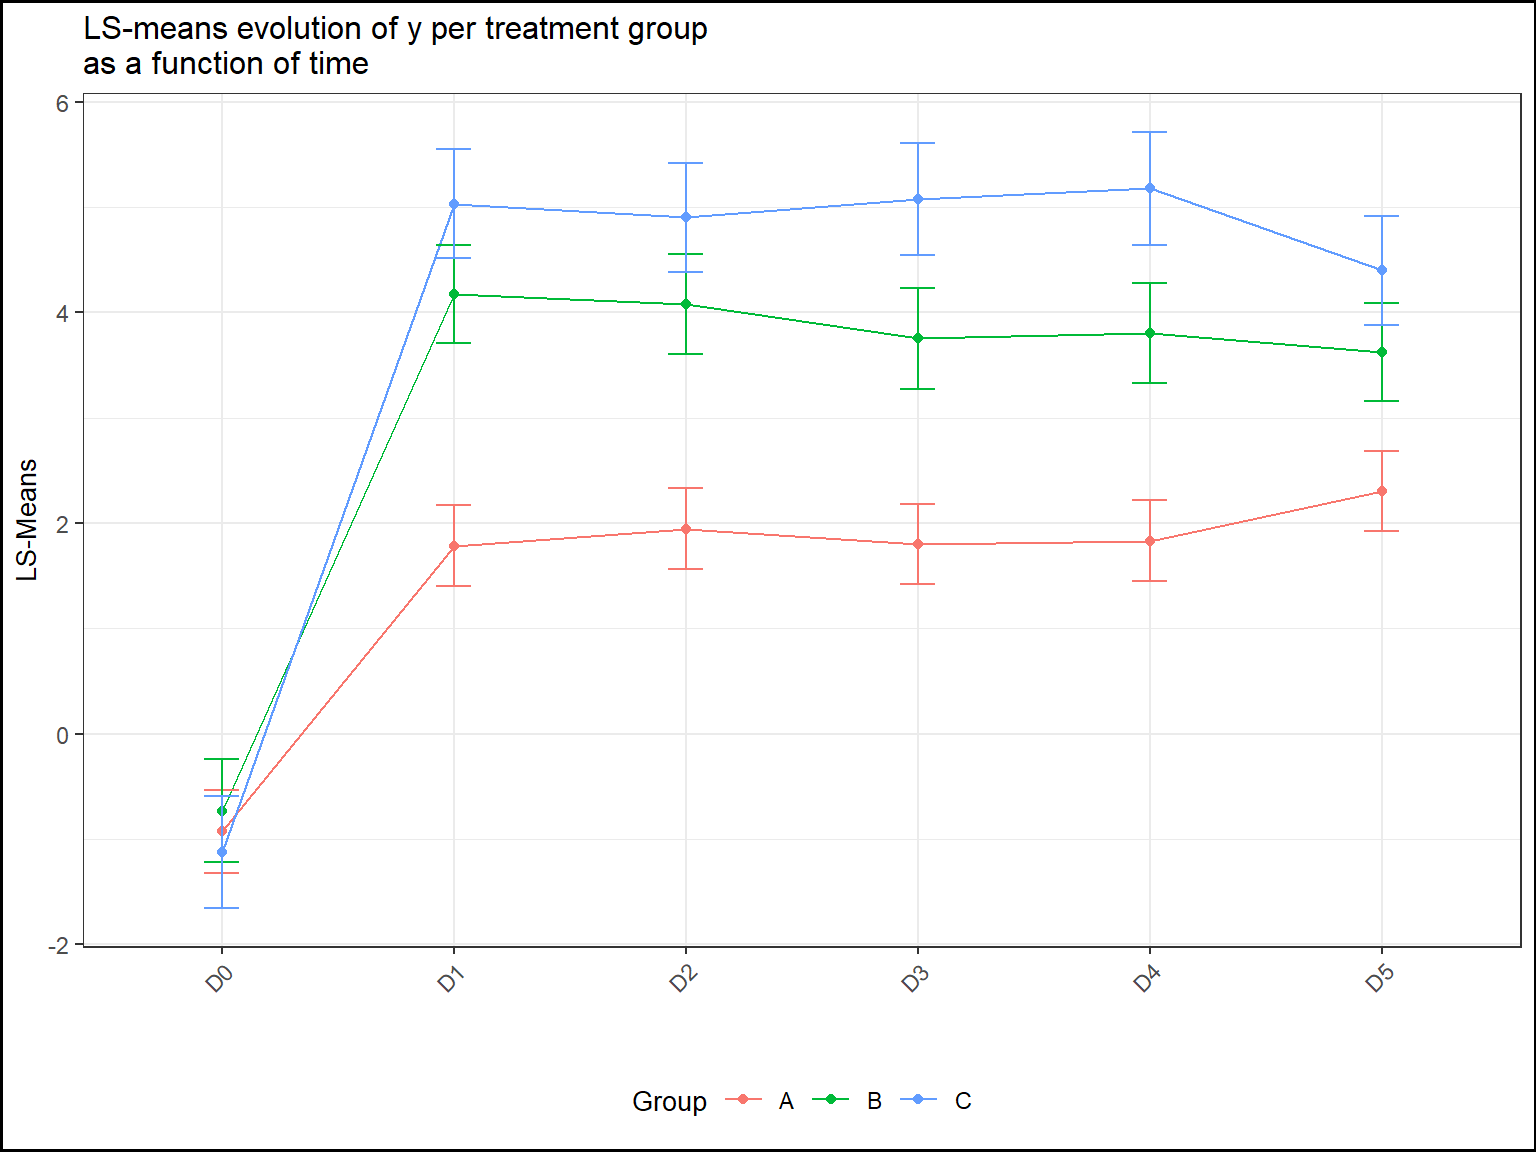 LS-means evolution of y per treatment group
as a function of time
LS-Means
6
4
2
0
-2
D0 D1 D2 D3 D4 D5
Group A B C